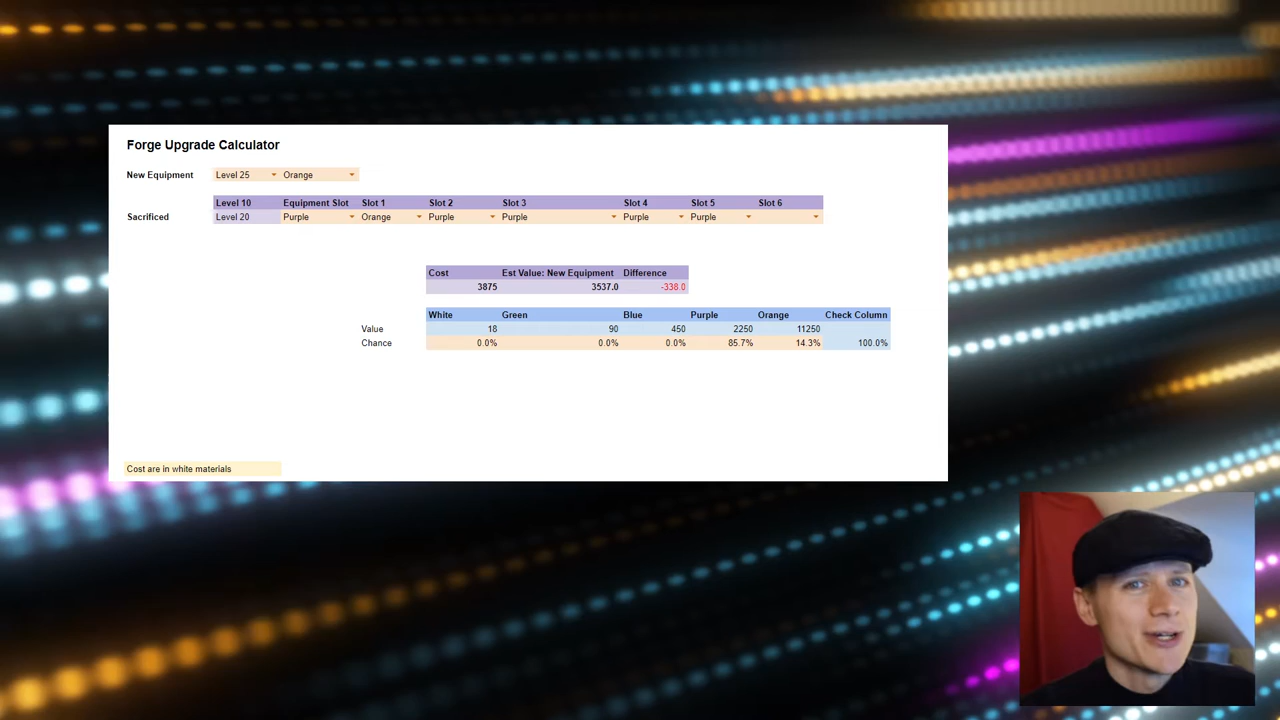 Forge Upgrade Calculator
New Equipment Level 25 Orange
Level 10 Equipment Slot Slot 1 Slot 2 Slot 3 Slot 4 Slot 5 Slot 6
Sacrificed Level 20 Purple Orange Purple Purple Purple Purple
Cost Est Value: New Equipment Difference
3875 3537.0 -338.0
White Green Blue Purple Orange Check Column
Value 18 90 450 2250 11250
Chance 0.0% 0.0% 0.0% 85.7% 14.3% 100.0%
Cost are in white materials